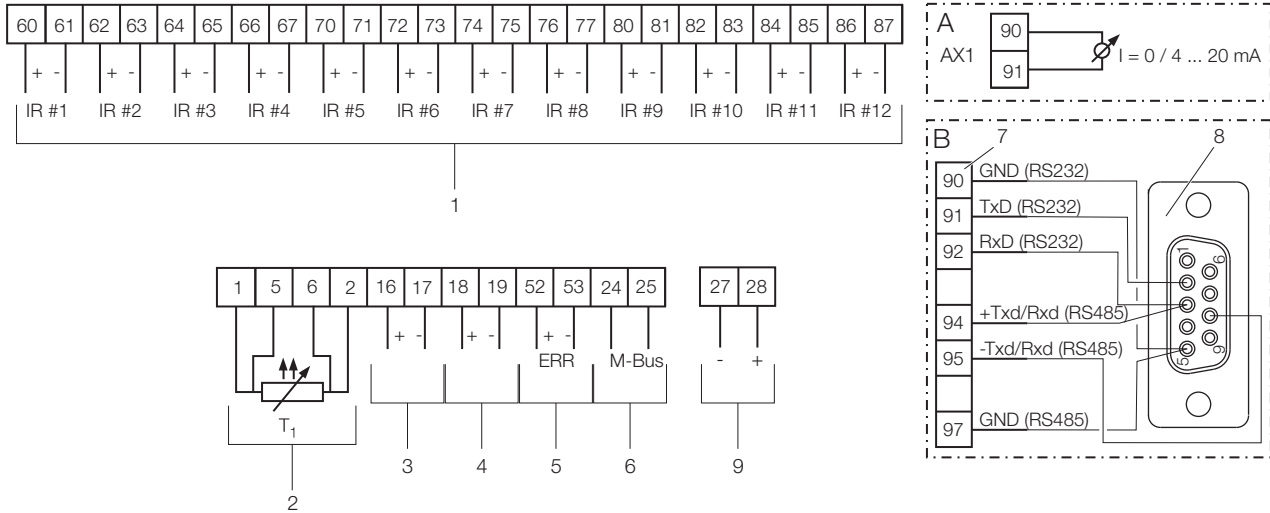 60 61 62 63 64 65 66 67 70 71 72 73 74 75 76 77 80 81 82 83 84 85 86 87
+ - + - + - + - + - + - + - + - + - + - + - + -
IR #1 IR #2 IR #3 IR #4 IR #5 IR #6 IR #7 IR #8 IR #9 IR #10 IR #11 IR #12
1
A
90
AX1
I = 0 / 4 ... 20 mA
91
B
7
8
90 GND (RS232)
91 TxD (RS232)
92 RxD (RS232)
94 +Txd/Rxd (RS485)
95 -Txd/Rxd (RS485)
97 GND (RS485)
1
6
5
9
1 5 6 2 16 17 18 19 52 53 24 25 27 28
+ - + - + -
ERR M-Bus - +
T1
3 4 5 6 9
2